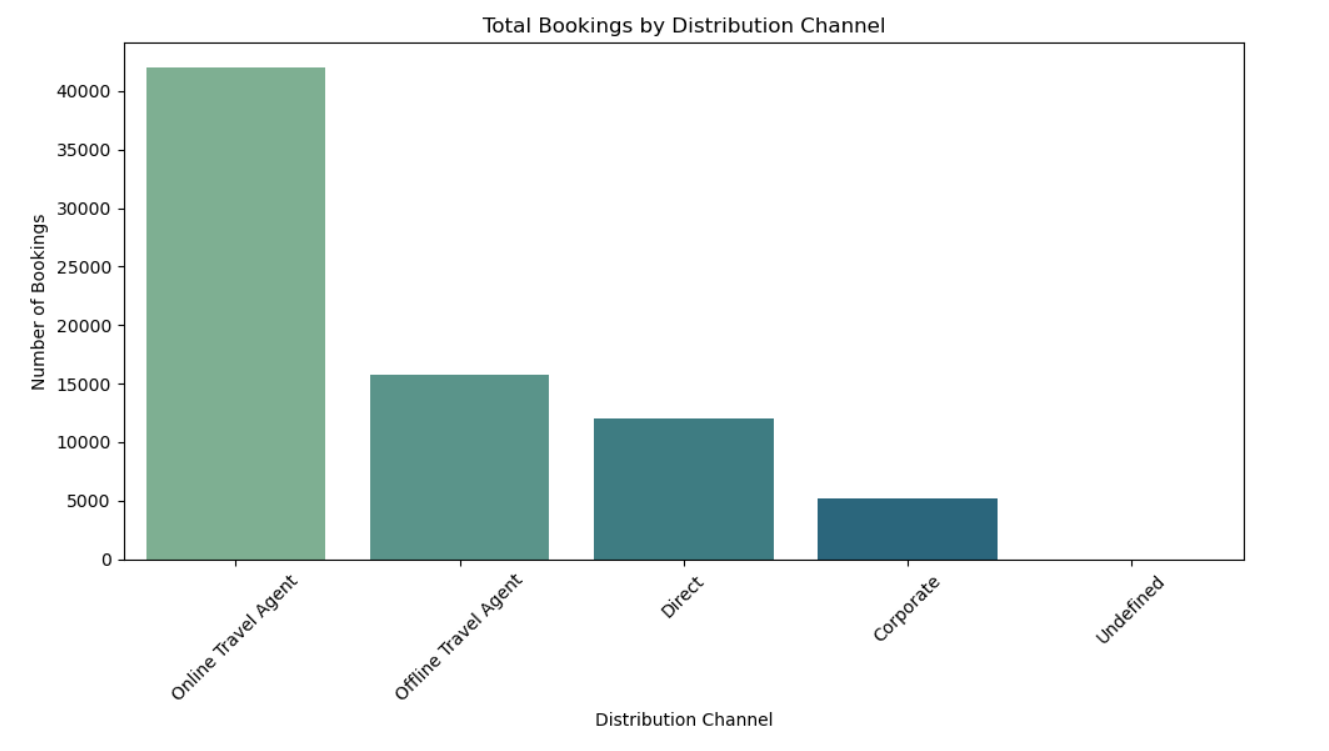 Total Bookings by Distribution Channel
Number of Bookings
40000
35000
30000
25000
20000
15000
10000
5000
0
Online Travel Agent
Offline Travel Agent
Direct
Corporate
Undefined
Distribution Channel